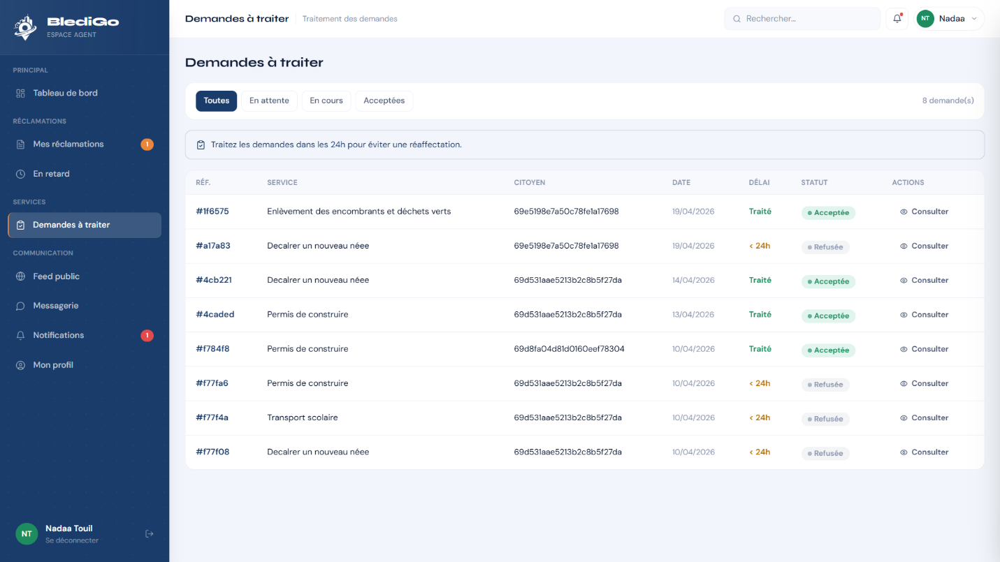 BlediGo
ESPACE AGENT
PRINCIPAL
Tableau de bord
RÉCLAMATIONS
Mes réclamations 1
En retard
SERVICES
Demandes à traiter
COMMUNICATION
Feed public
Messagerie
Notifications 1
Mon profil
NT Nadaa Touil
Se déconnecter
Demandes à traiter Traitement des demandes Rechercher... NT Nadaa
Demandes à traiter
Toutes En attente En cours Acceptées 8 demande(s)
Traitez les demandes dans les 24h pour éviter une réaffectation.
RÉF. SERVICE CITOYEN DATE DÉLAI STATUT ACTIONS
#1f6575 Enlèvement des encombrants et déchets verts 69e5198e7a50c78fe1a17698 19/04/2026 Traité Acceptée Consulter
#a17a83 Decalrer un nouveau néee 69e5198e7a50c78fe1a17698 19/04/2026 < 24h Refusée Consulter
#4cb221 Decalrer un nouveau néee 69d531aae5213b2c8b5f27da 14/04/2026 Traité Acceptée Consulter
#4caded Permis de construire 69d531aae5213b2c8b5f27da 13/04/2026 Traité Acceptée Consulter
#f784f8 Permis de construire 69d8fa04d81d0160eef78304 10/04/2026 Traité Acceptée Consulter
#f77fa6 Permis de construire 69d531aae5213b2c8b5f27da 10/04/2026 < 24h Refusée Consulter
#f77f4a Transport scolaire 69d531aae5213b2c8b5f27da 10/04/2026 < 24h Refusée Consulter
#f77f08 Decalrer un nouveau néee 69d531aae5213b2c8b5f27da 10/04/2026 < 24h Refusée Consulter